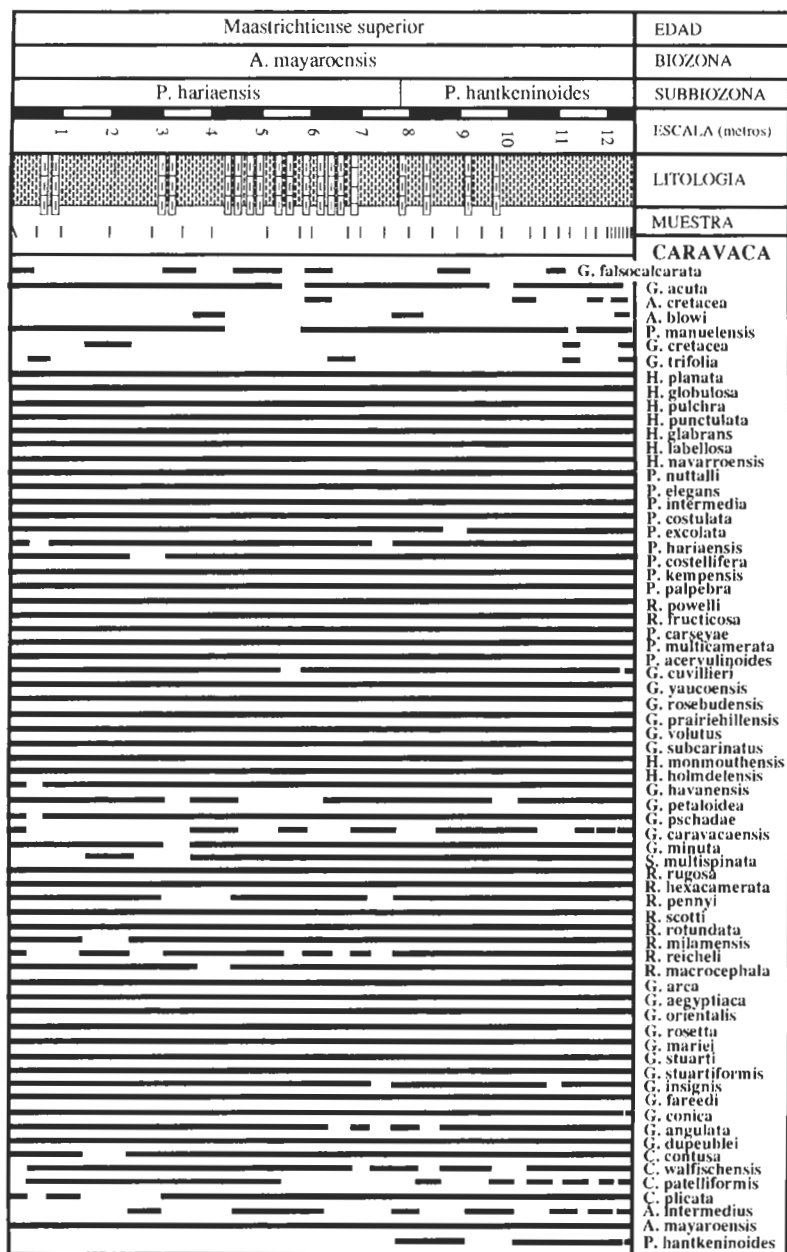 Maastrichtiense superior EDAD
A. mayaroensis BIOZONA
P. hariaensis P. hantkeninoides SUBBIOZONA
1 2 3 4 5 6 7 8 9 10 11 12 ESCALA (metros)
LITOLOGIA
MUESTRA
CARAVACA
G. falsocalcarata
G. acuta
A. cretacea
A. blowi
P. manuelensis
G. cretacea
G. trifolia
H. planata
H. globulosa
H. pulchra
H. punctulata
H. glabrans
H. labellosa
H. navarroensis
P. nuttalli
P. elegans
P. intermedia
P. costulata
P. excolata
P. hariaensis
P. costellifera
P. kempensis
P. palpebra
R. powelli
R. fructicosa
P. carseyae
P. multicamerata
P. acervulinoides
G. cuvillieri
G. yaucoensis
G. rosebudensis
G. prairiehillensis
G. volutus
G. subcarinatus
H. monmouthensis
H. holmdelensis
G. havanensis
G. petaloidea
G. pschadae
G. caravacaensis
G. minuta
S. multispinata
R. rugosa
R. hexacamerata
R. pennyi
R. scotti
R. rotundata
R. milamensis
R. reicheli
R. macrocephala
G. arca
G. aegyptiaca
G. orientalis
G. rosetta
G. mariei
G. stuarti
G. stuartiformis
G. insignis
G. fareedi
G. conica
G. angulata
G. dupeublei
C. contusa
C. walfischensis
C. patelliformis
C. plicata
A. intermedius
A. mayaroensis
P. hantkeninoides